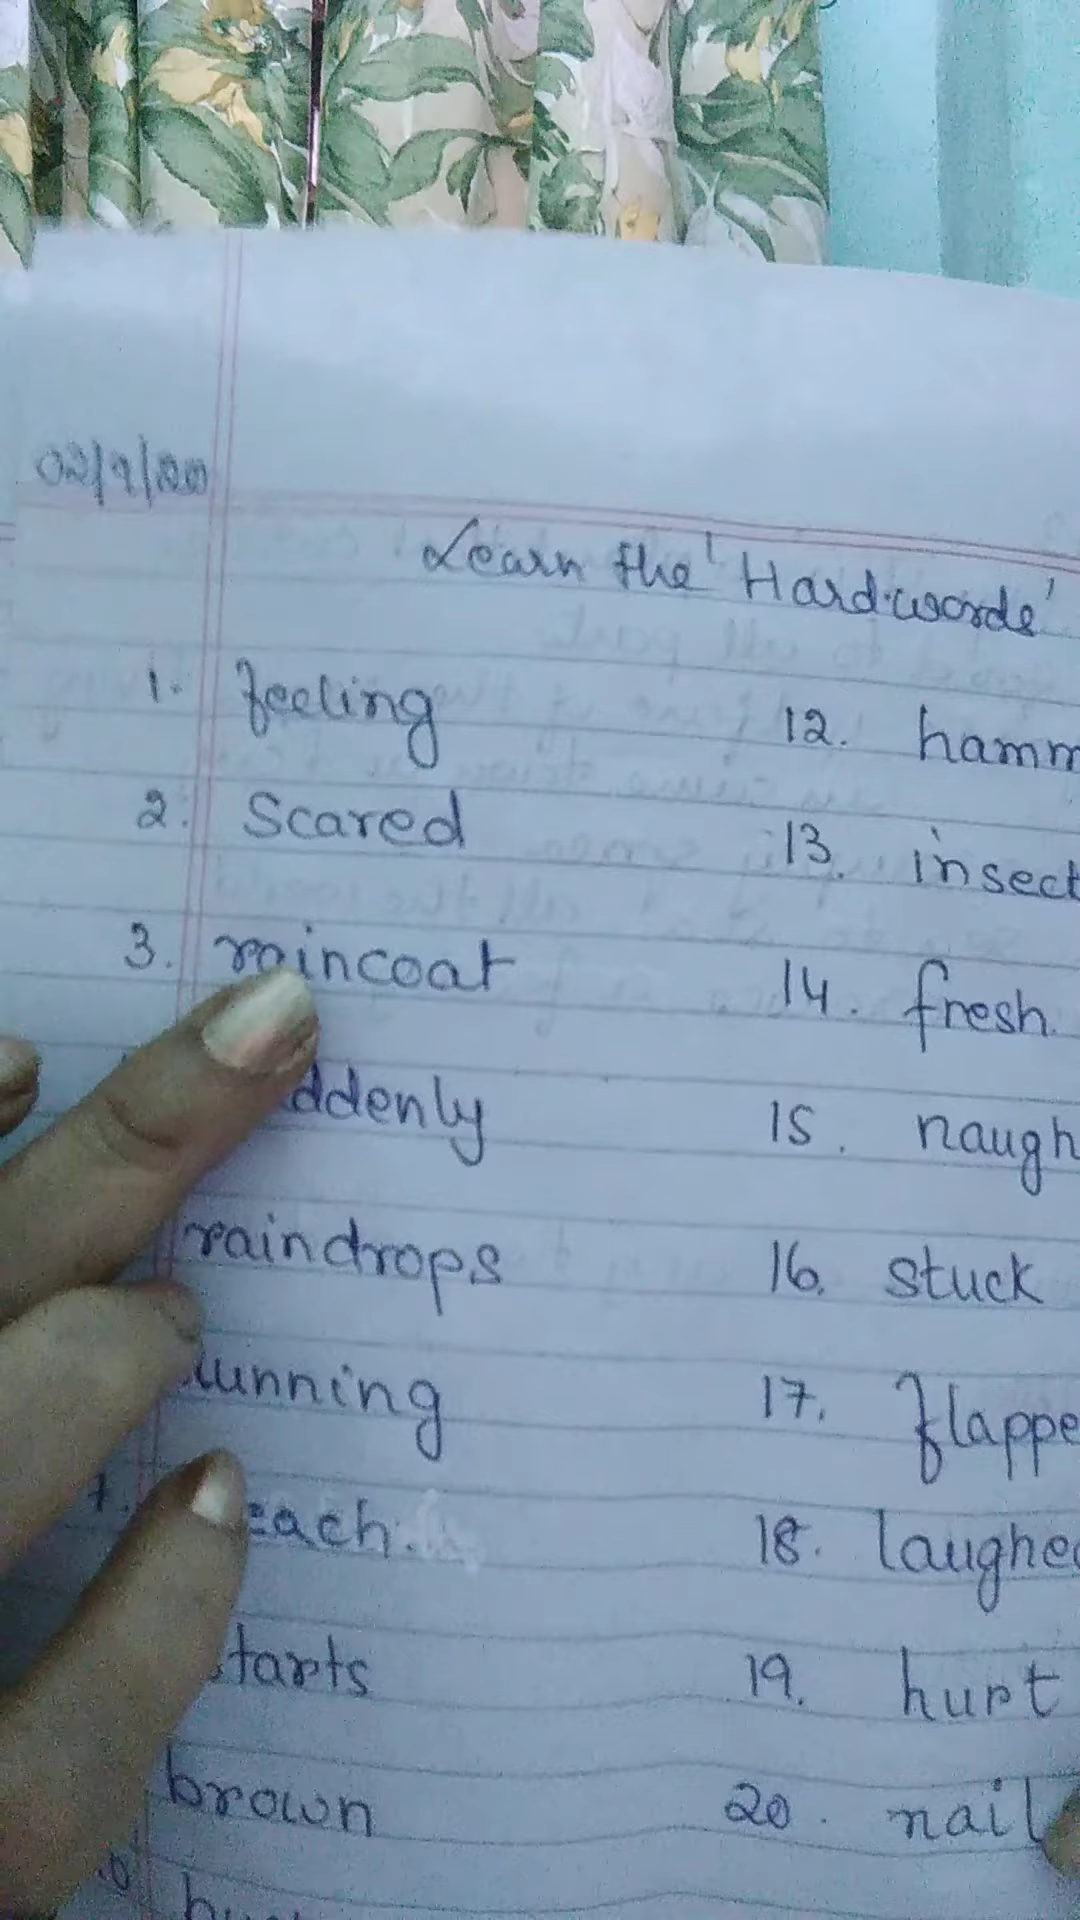 02/9/20
Learn the 'Hard-words'
1. feeling
2. Scared
3. raincoat
ddenly
raindrops
unning
7. each.
tarts
brown
12. hamm
13. insect
14. fresh.
15. naugh
16. stuck
17. flappe
18. laughe
19. hurt
20. nail